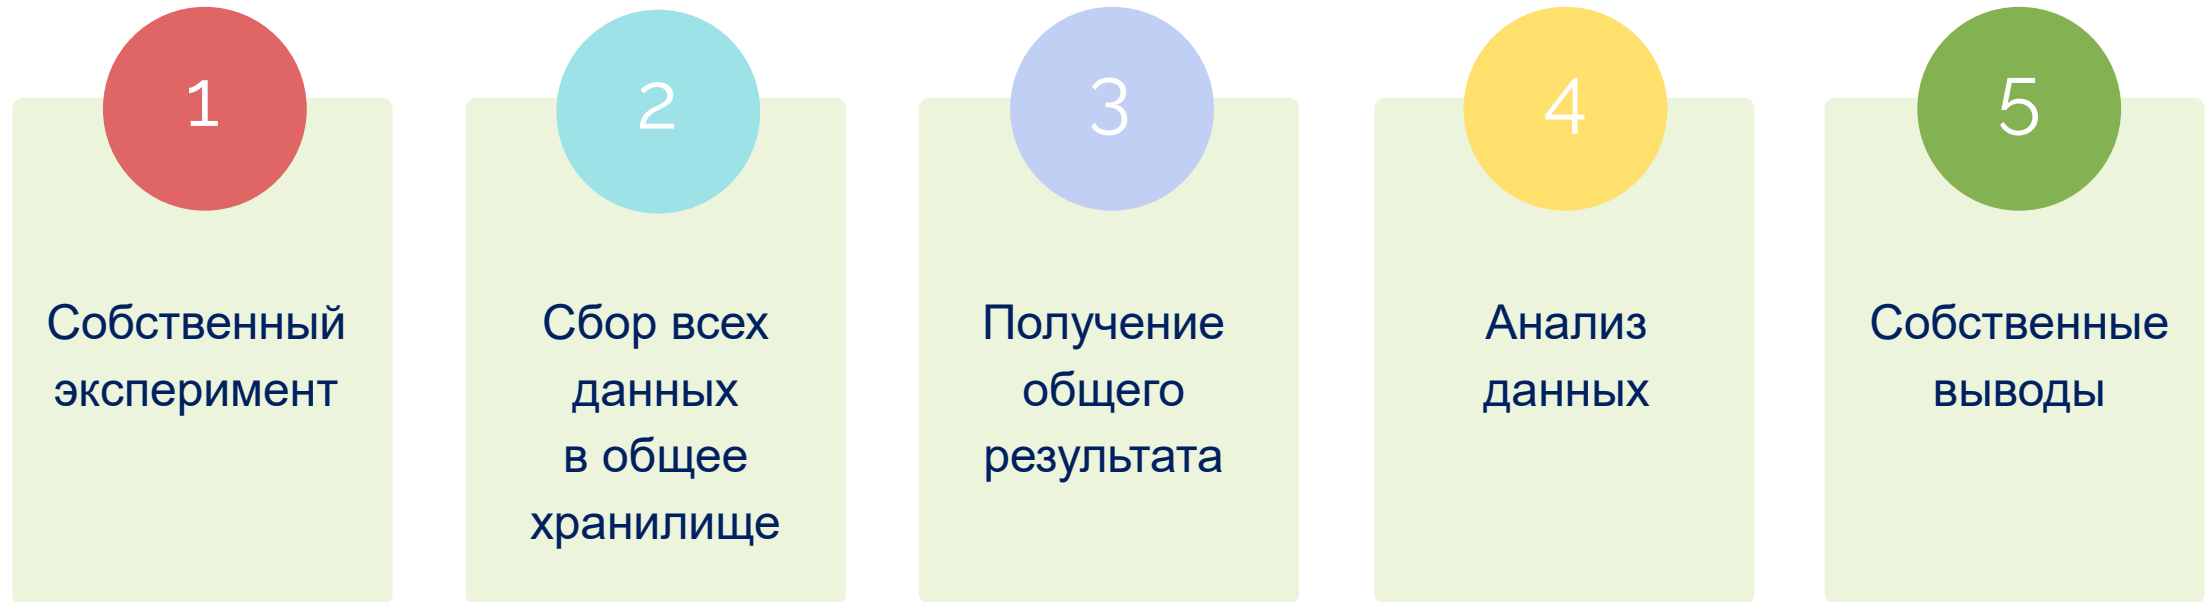 1
Собственный
эксперимент
2
Сбор всех
данных
в общее
хранилище
3
Получение
общего
результата
4
Анализ
данных
5
Собственные
выводы